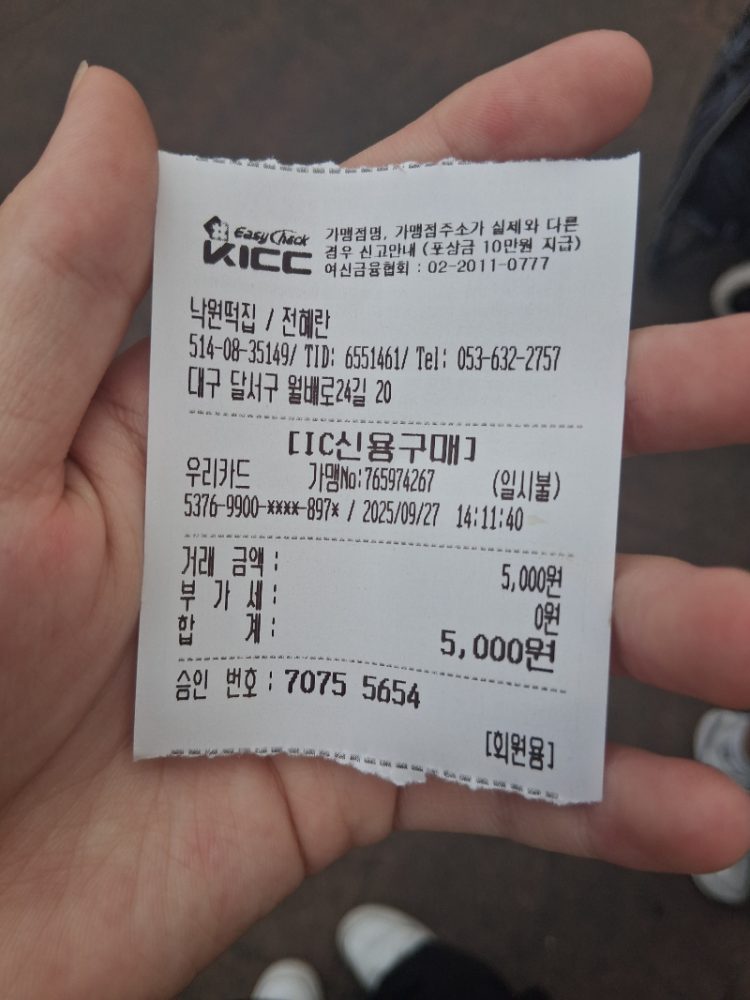 EasyCheck
KICC
가맹점명, 가맹점주소가 실제와 다른
경우 신고안내 (포상금 10만원 지급)
여신금융협회 : 02-2011-0777
낙원떡집 / 전혜란
514-08-35149/ TID: 6551461/ Tel: 053-632-2757
대구 달서구 월배로24길 20
[IC신용구매]
우리카드 가맹No:765974267 (일시불)
5376-9900-****-897* / 2025/09/27 14:11:40
거래 금액 : 5,000원
부 가 세 : 0원
합 계 : 5,000원
승인 번호 : 7075 5654
[회원용]